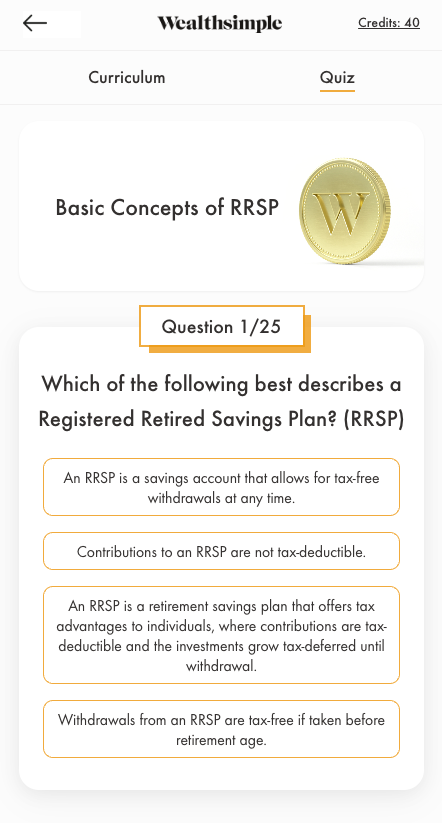 Wealthsimple
Credits: 40
Curriculum
Quiz
Basic Concepts of RRSP
W
Question 1/25
Which of the following best describes a
Registered Retired Savings Plan? (RRSP)
An RRSP is a savings account that allows for tax-free
withdrawals at any time.
Contributions to an RRSP are not tax-deductible.
An RRSP is a retirement savings plan that offers tax
advantages to individuals, where contributions are tax-
deductible and the investments grow tax-deferred until
withdrawal.
Withdrawals from an RRSP are tax-free if taken before
retirement age.